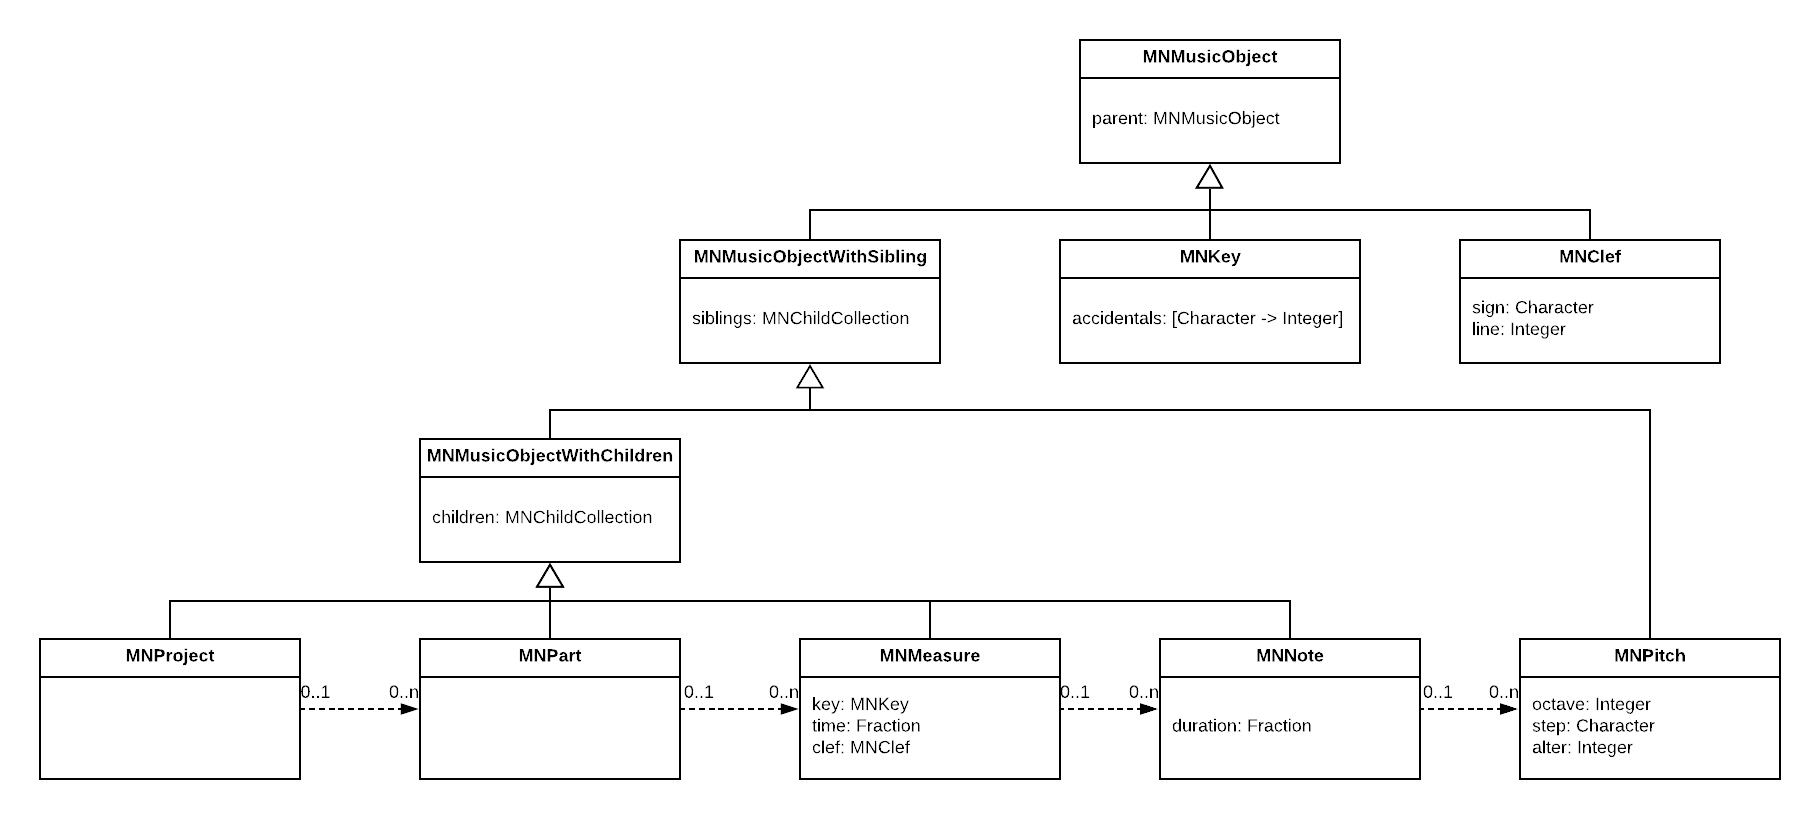 MNMusicObject
parent: MNMusicObject
MNMusicObjectWithSibling
siblings: MNChildCollection
MNKey
accidentals: [Character -> Integer]
MNClef
sign: Character
line: Integer
MNMusicObjectWithChildren
children: MNChildCollection
MNProject
0..1
0..n
MNPart
0..1
0..n
MNMeasure
key: MNKey
time: Fraction
clef: MNClef
0..1
0..n
MNNote
duration: Fraction
0..1
0..n
MNPitch
octave: Integer
step: Character
alter: Integer